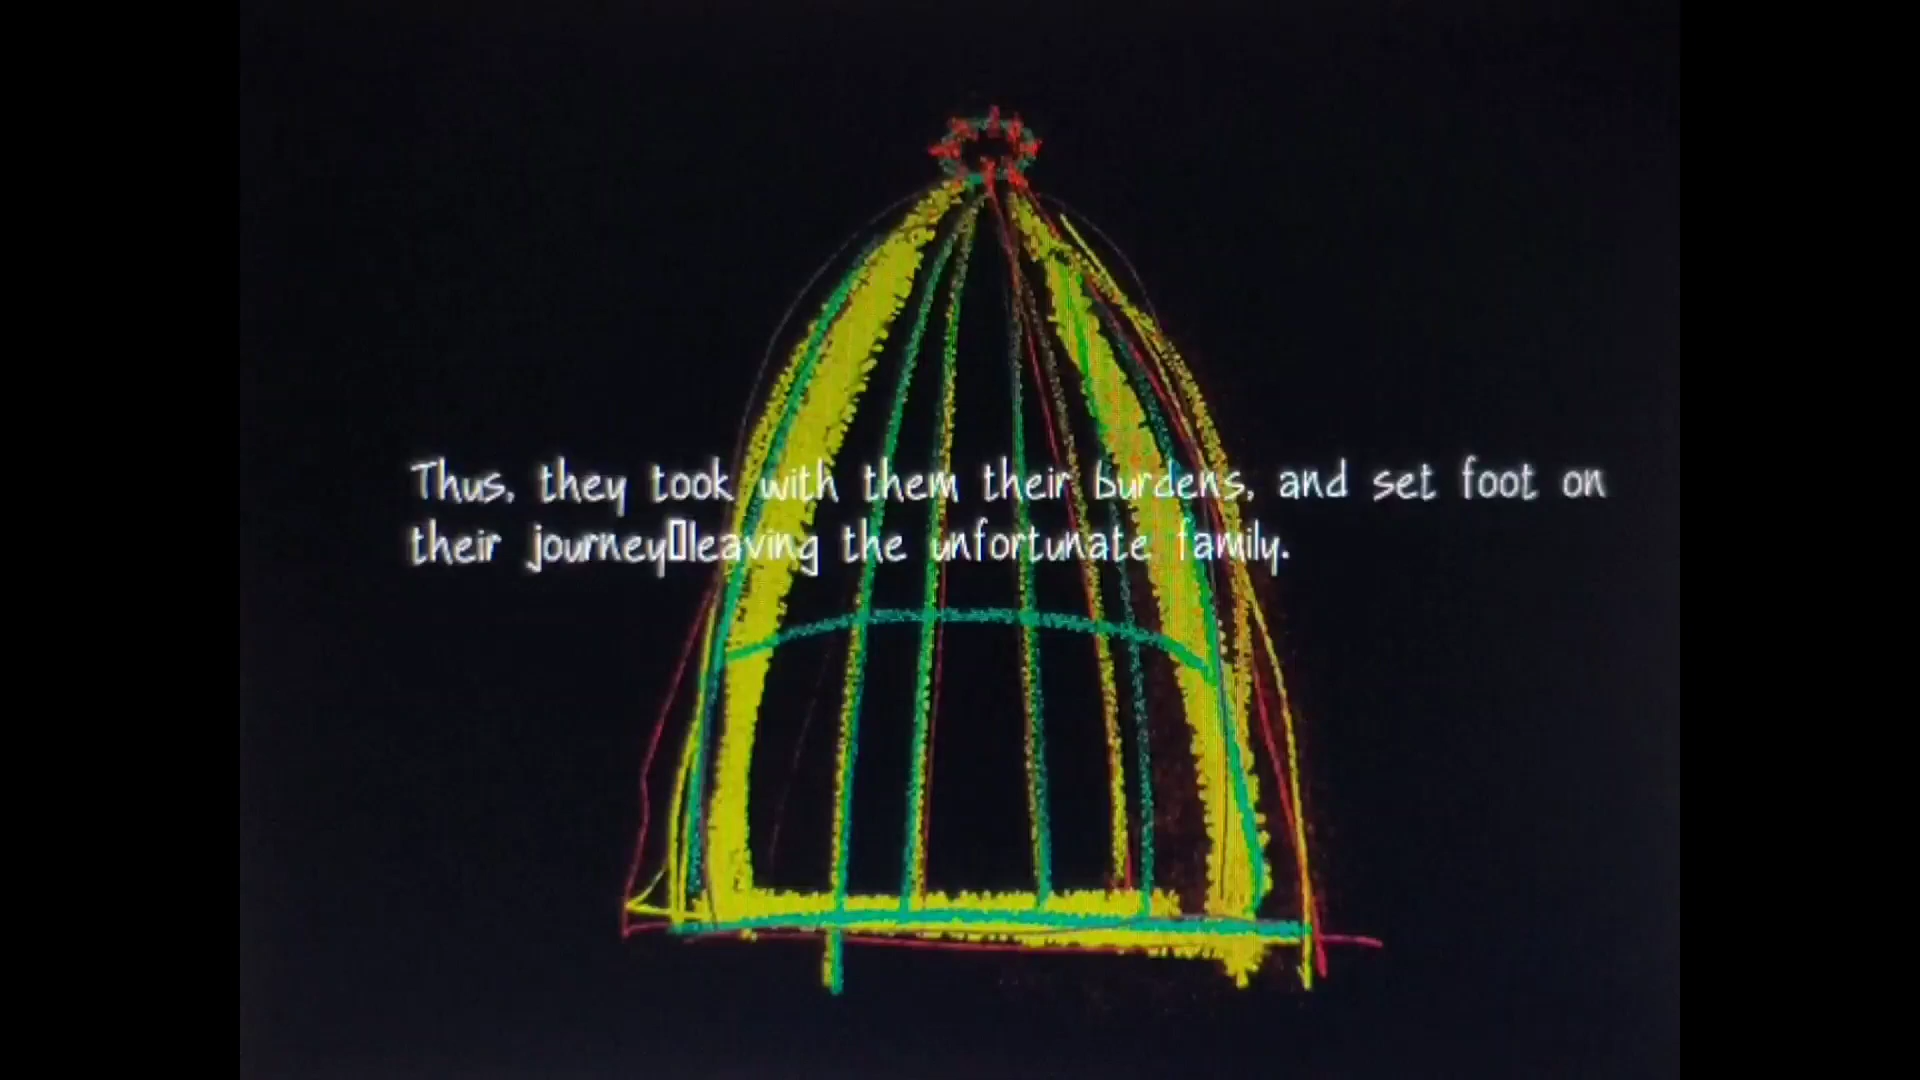 Thus, they took with them their burdens, and set foot on
their journey▯leaving the unfortunate family.